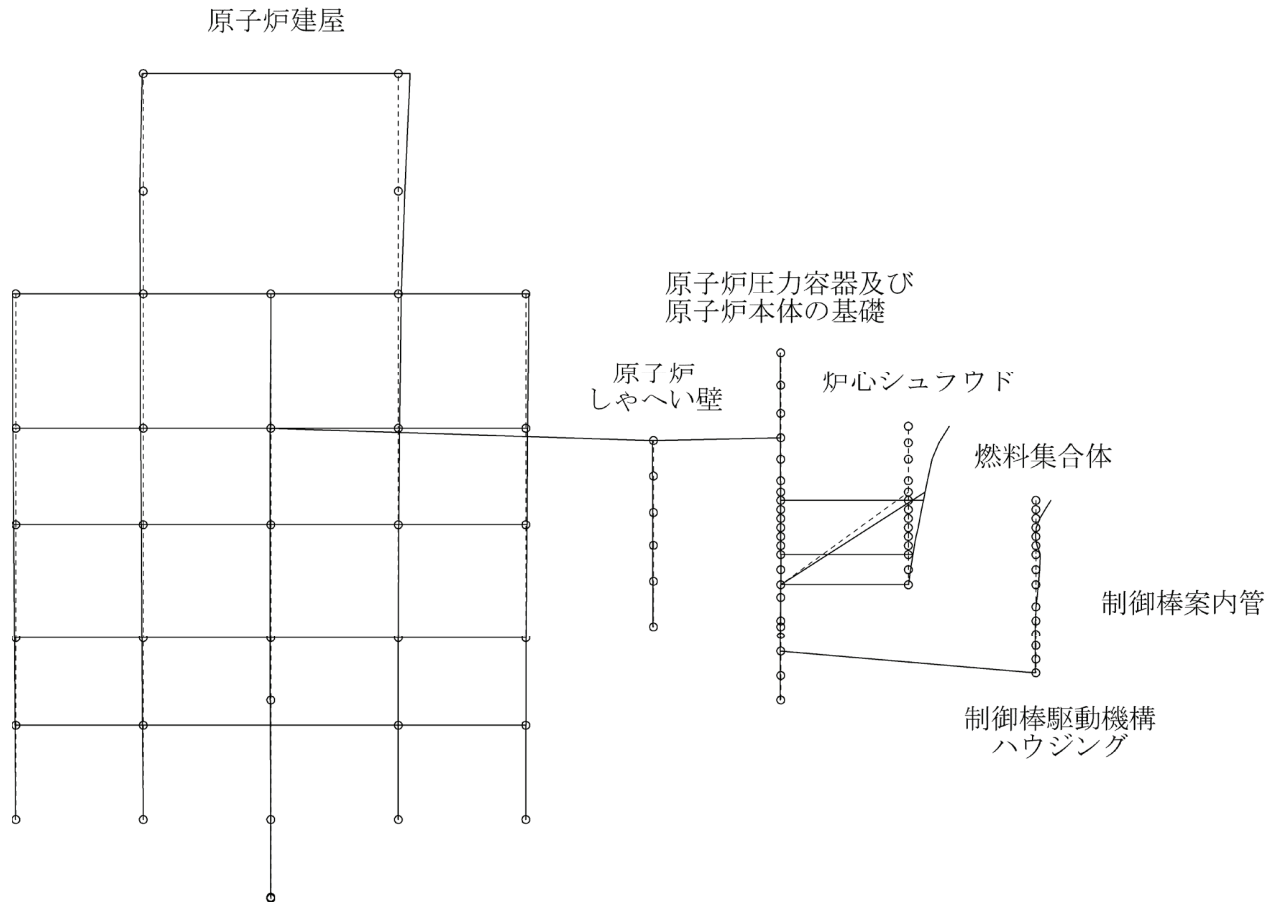 原子炉建屋
原子炉圧力容器及び
原子炉本体の基礎
原子炉
しゃへい壁
炉心シュラウド
燃料集合体
制御棒案内管
制御棒駆動機構
ハウジング